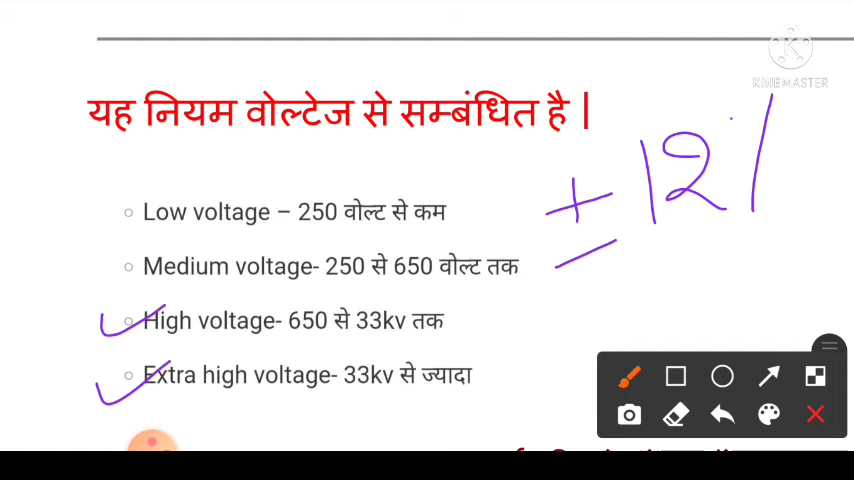 KINEMASTER
यह नियम वोल्टेज से सम्बंधित है |
± 12 /
Low voltage – 250 वोल्ट से कम
Medium voltage- 250 से 650 वोल्ट तक
High voltage- 650 से 33kv तक
Extra high voltage- 33kv से ज्यादा